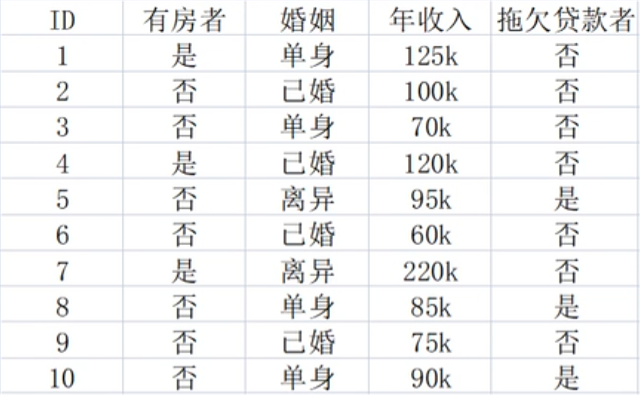 ID 有房者 婚姻 年收入 拖欠贷款者
1 是 单身 125k 否
2 否 已婚 100k 否
3 否 单身 70k 否
4 是 已婚 120k 否
5 否 离异 95k 是
6 否 已婚 60k 否
7 是 离异 220k 否
8 否 单身 85k 是
9 否 已婚 75k 否
10 否 单身 90k 是